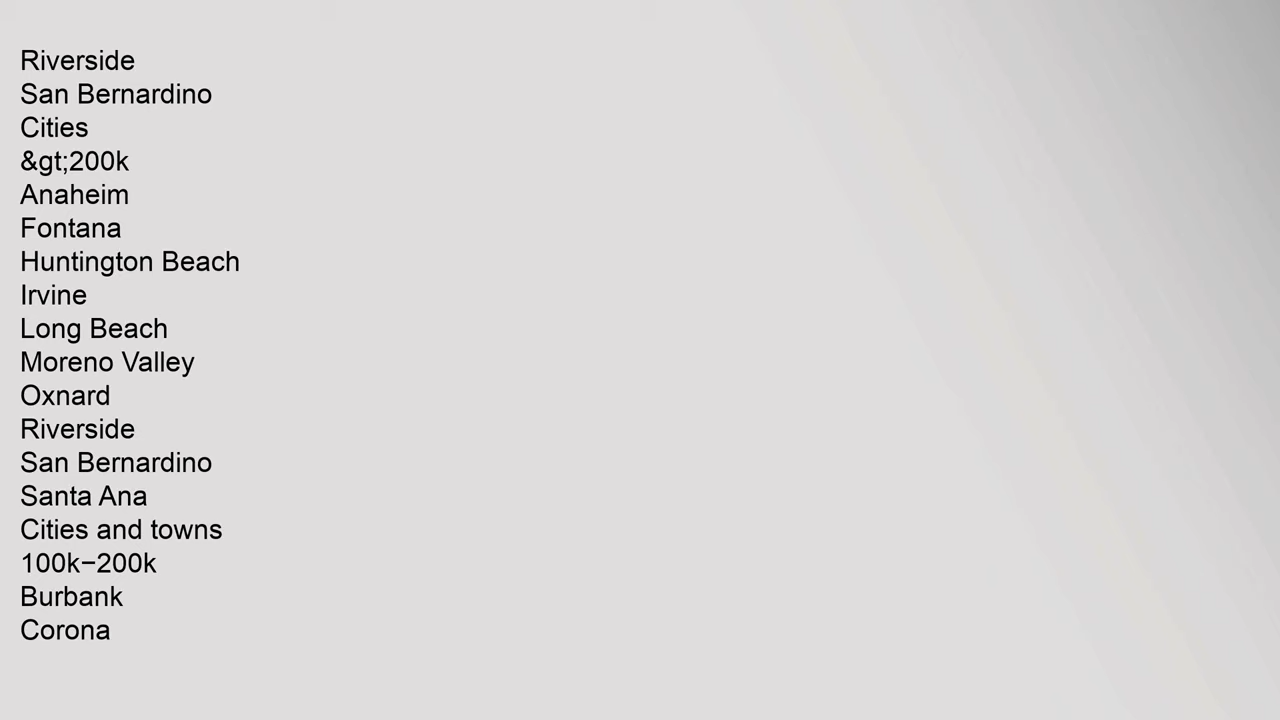 Riverside
San Bernardino
Cities
&gt;200k
Anaheim
Fontana
Huntington Beach
Irvine
Long Beach
Moreno Valley
Oxnard
Riverside
San Bernardino
Santa Ana
Cities and towns
100k−200k
Burbank
Corona